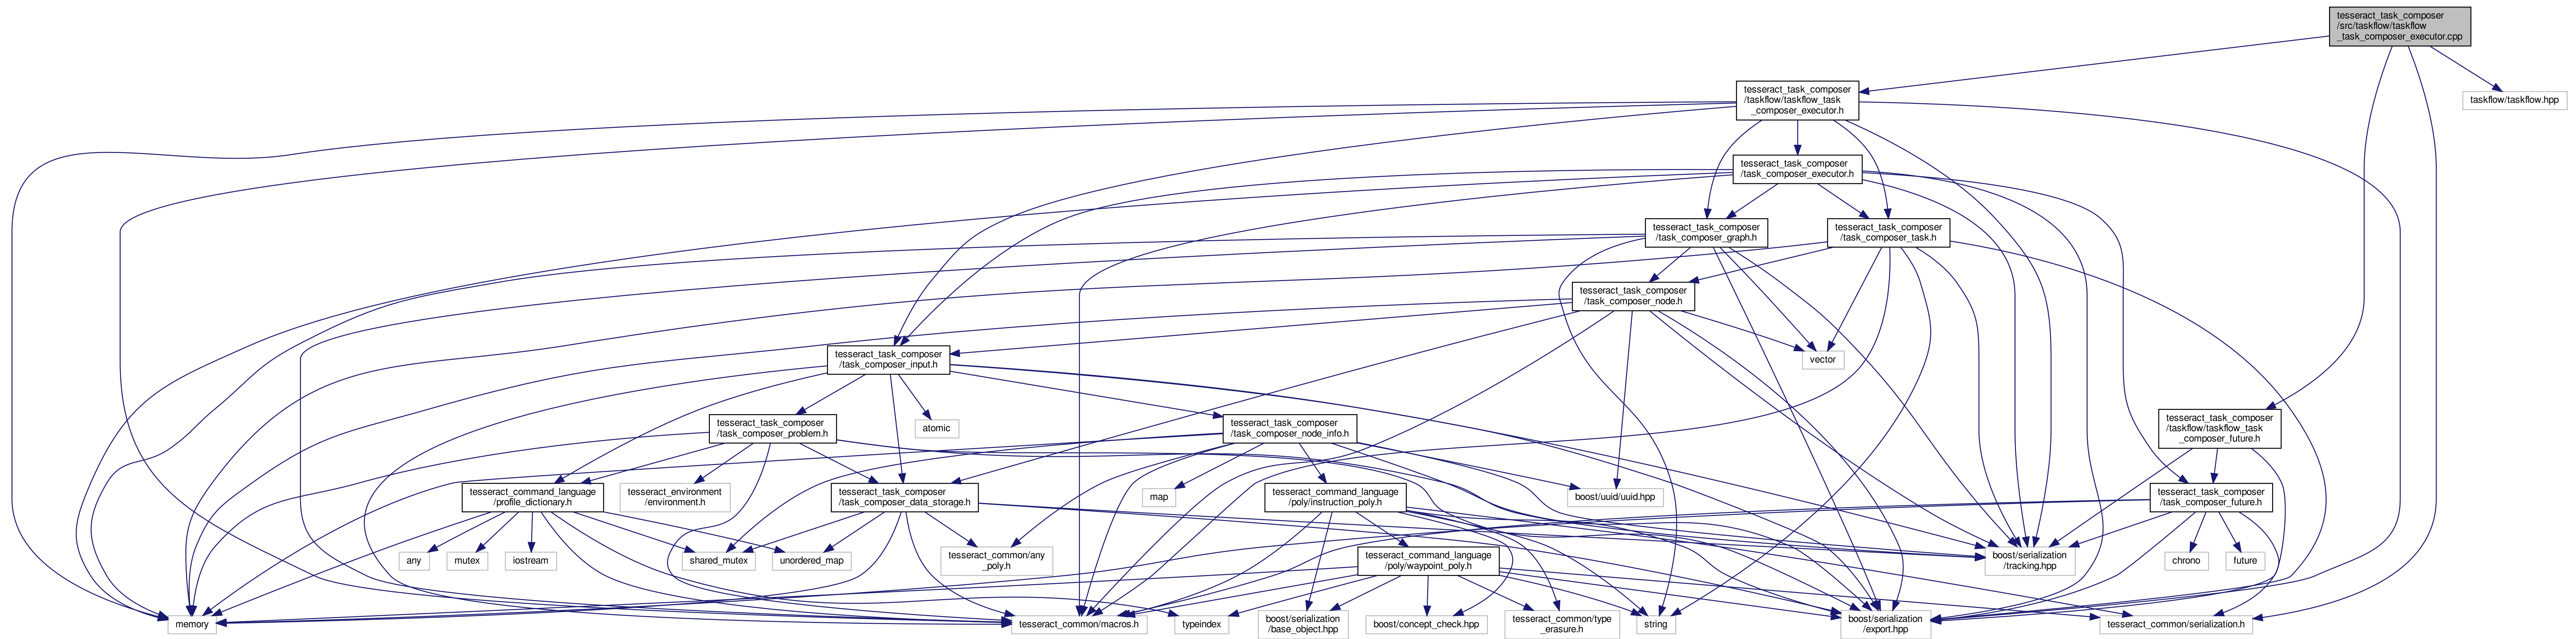 tesseract_task_composer
/src/taskflow/taskflow
_task_composer_executor.cpp
tesseract_task_composer
/taskflow/taskflow_task
_composer_executor.h
taskflow/taskflow.hpp
tesseract_task_composer
/task_composer_executor.h
tesseract_task_composer
/task_composer_graph.h
tesseract_task_composer
/task_composer_task.h
tesseract_task_composer
/task_composer_node.h
tesseract_task_composer
/task_composer_input.h
vector
tesseract_task_composer
/task_composer_problem.h
atomic
tesseract_task_composer
/task_composer_node_info.h
tesseract_task_composer
/taskflow/taskflow_task
_composer_future.h
tesseract_command_language
/profile_dictionary.h
tesseract_environment
/environment.h
tesseract_task_composer
/task_composer_data_storage.h
map
tesseract_command_language
/poly/instruction_poly.h
boost/uuid/uuid.hpp
tesseract_task_composer
/task_composer_future.h
any
mutex
iostream
shared_mutex
unordered_map
tesseract_common/any
_poly.h
tesseract_command_language
/poly/waypoint_poly.h
boost/serialization
/tracking.hpp
chrono
future
memory
tesseract_common/macros.h
typeindex
boost/serialization
/base_object.hpp
boost/concept_check.hpp
tesseract_common/type
_erasure.h
string
boost/serialization
/export.hpp
tesseract_common/serialization.h